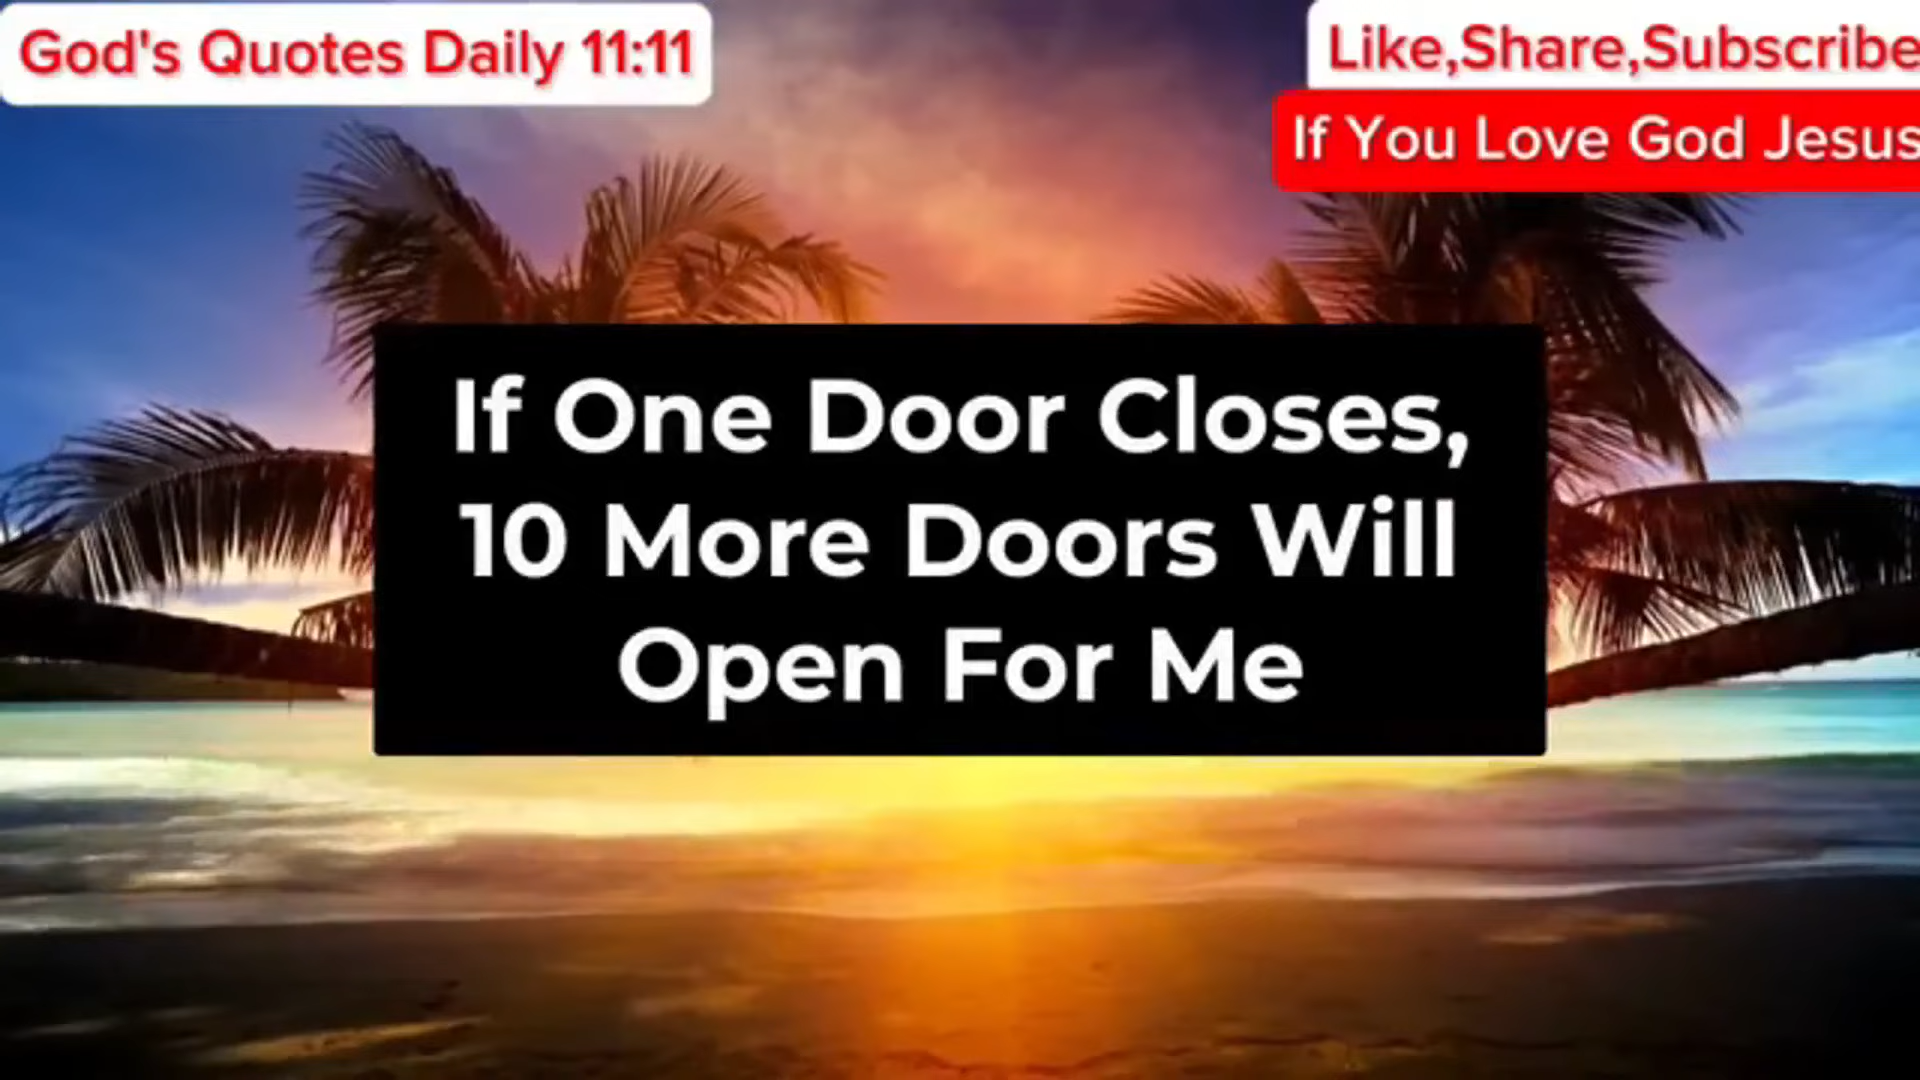 God's Quotes Daily 11:11
Like,Share,Subscribe
If You Love God Jesus
If One Door Closes,
10 More Doors Will
Open For Me